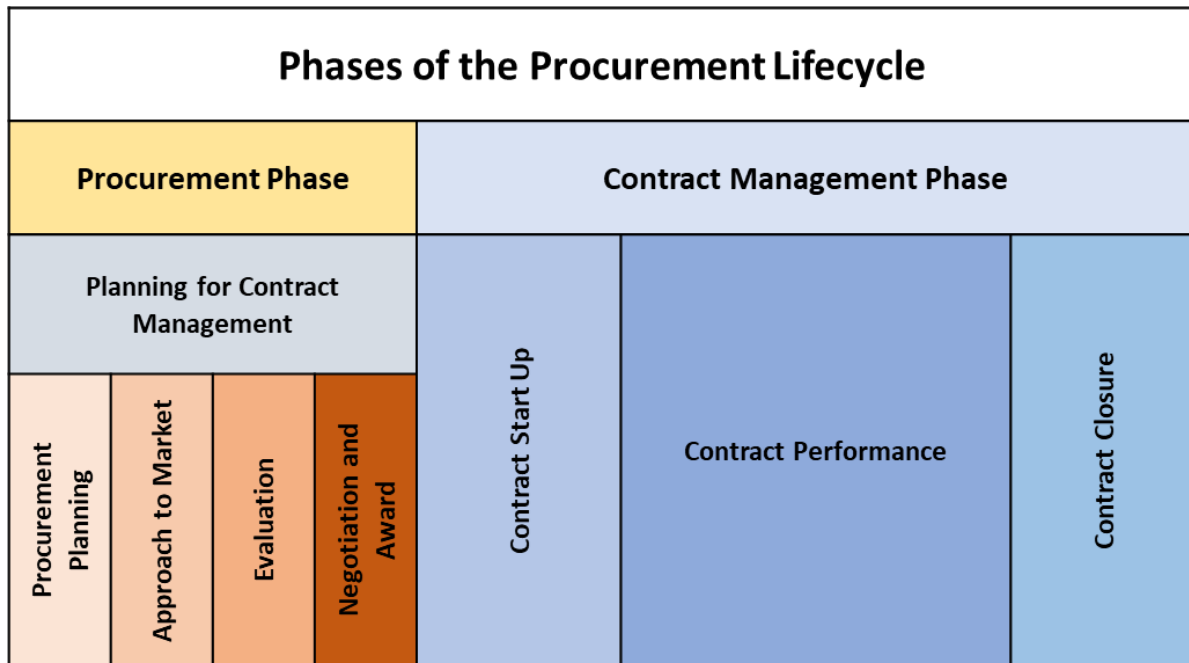 Phases of the Procurement Lifecycle
Procurement Phase
Contract Management Phase
Planning for Contract
Management
Procurement
Planning
Approach to Market
Evaluation
Negotiation and
Award
Contract Start Up
Contract Performance
Contract Closure